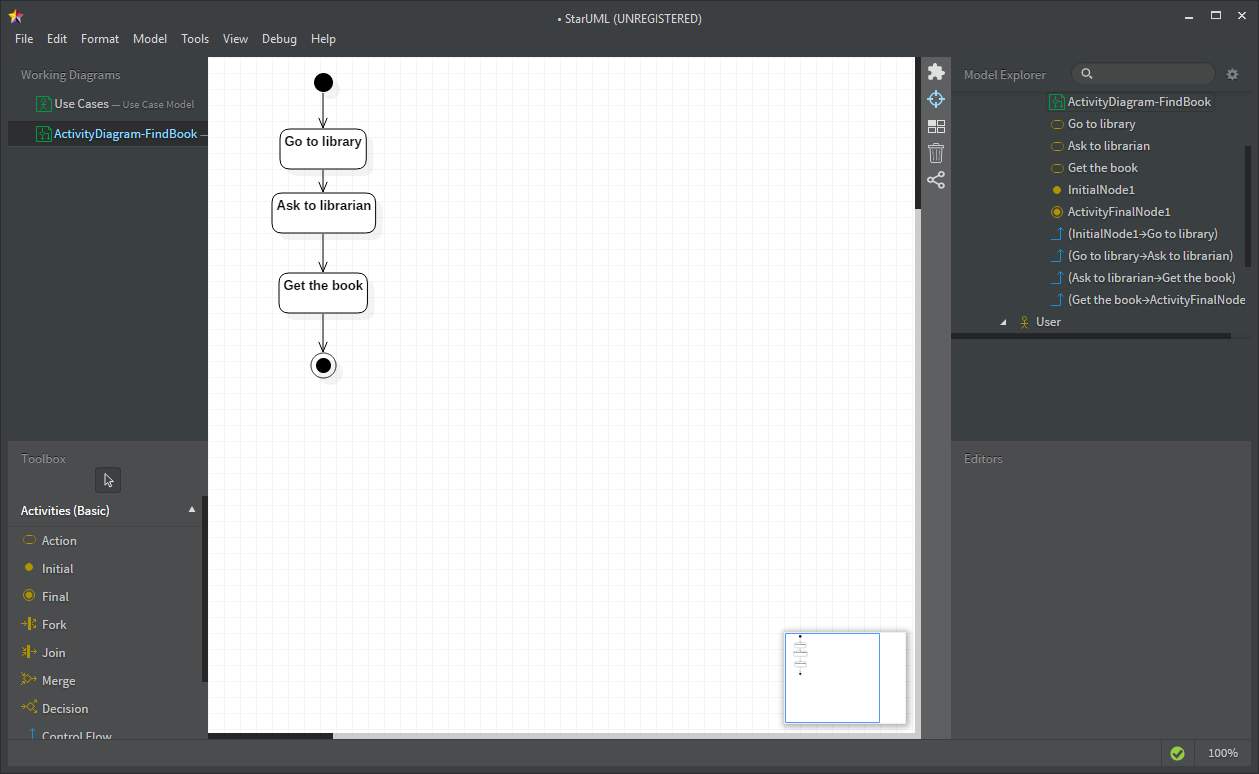 • StarUML (UNREGISTERED)
File Edit Format Model Tools View Debug Help
Working Diagrams
Use Cases — Use Case Model
ActivityDiagram-FindBook —
Toolbox
Activities (Basic)
Action
Initial
Final
Fork
Join
Merge
Decision
Control Flow
Go to library
Ask to librarian
Get the book
Model Explorer
ActivityDiagram-FindBook
Go to library
Ask to librarian
Get the book
InitialNode1
ActivityFinalNode1
(InitialNode1→Go to library)
(Go to library→Ask to librarian)
(Ask to librarian→Get the book)
(Get the book→ActivityFinalNode
User
Editors
100%